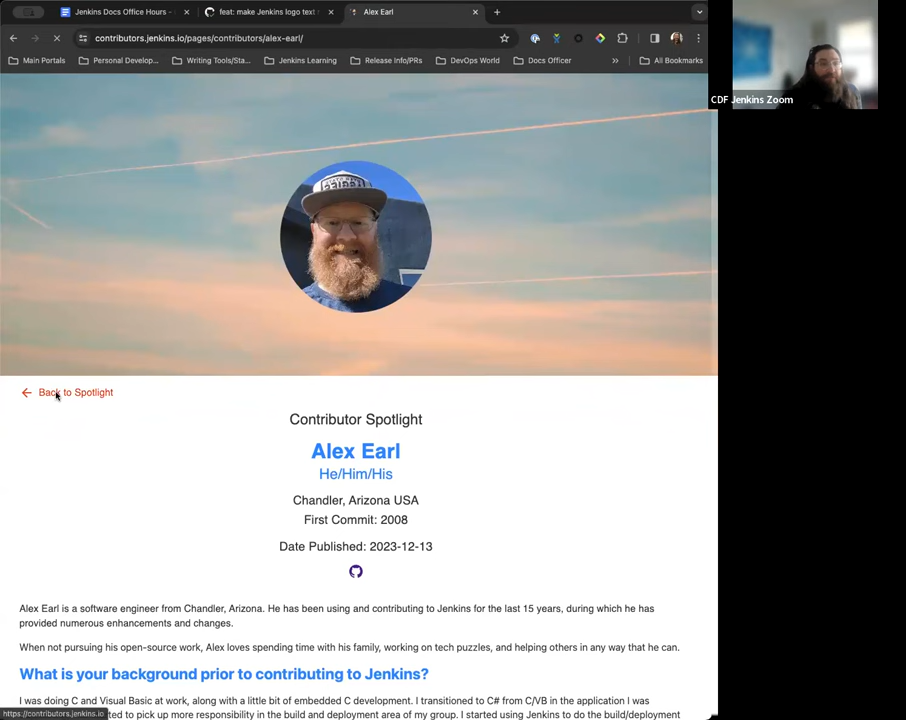 Jenkins Docs Office Hours -
feat: make Jenkins logo text
Alex Earl
contributors.jenkins.io/pages/contributors/alex-earl/
Main Portals
Personal Develop...
Writing Tools/Sta...
Jenkins Learning
Release Info/PRs
DevOps World
Docs Officer
»
All Bookmarks
CDF Jenkins Zoom
Back to Spotlight
Contributor Spotlight
Alex Earl
He/Him/His
Chandler, Arizona USA
First Commit: 2008
Date Published: 2023-12-13
Alex Earl is a software engineer from Chandler, Arizona. He has been using and contributing to Jenkins for the last 15 years, during which he has
provided numerous enhancements and changes.
When not pursuing his open-source work, Alex loves spending time with his family, working on tech puzzles, and helping others in any way that he can.
What is your background prior to contributing to Jenkins?
I was doing C and Visual Basic at work, along with a little bit of embedded C development. I transitioned to C# from C/VB in the application I was
to pick up more responsibility in the build and deployment area of my group. I started using Jenkins to do the build/deployment
https://contributors.jenkins.io